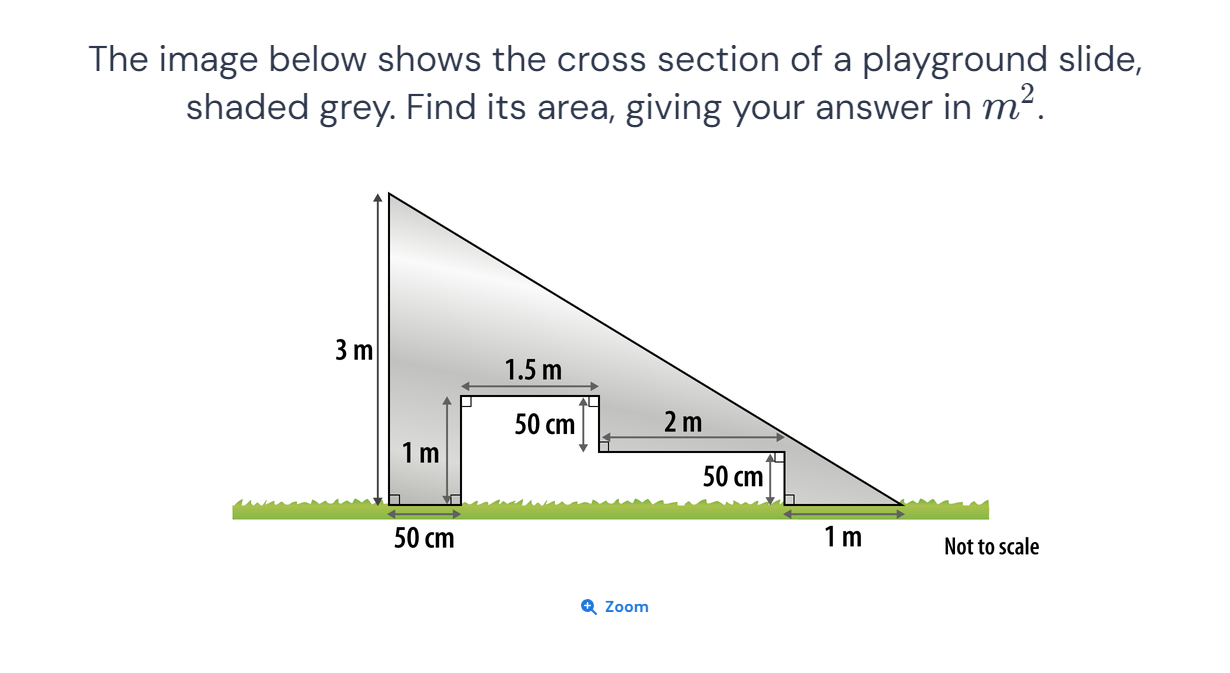 The image below shows the cross section of a playground slide,
shaded grey. Find its area, giving your answer in m².
3 m
1.5 m
50 cm
2 m
1 m
50 cm
50 cm
1 m
Not to scale
Zoom